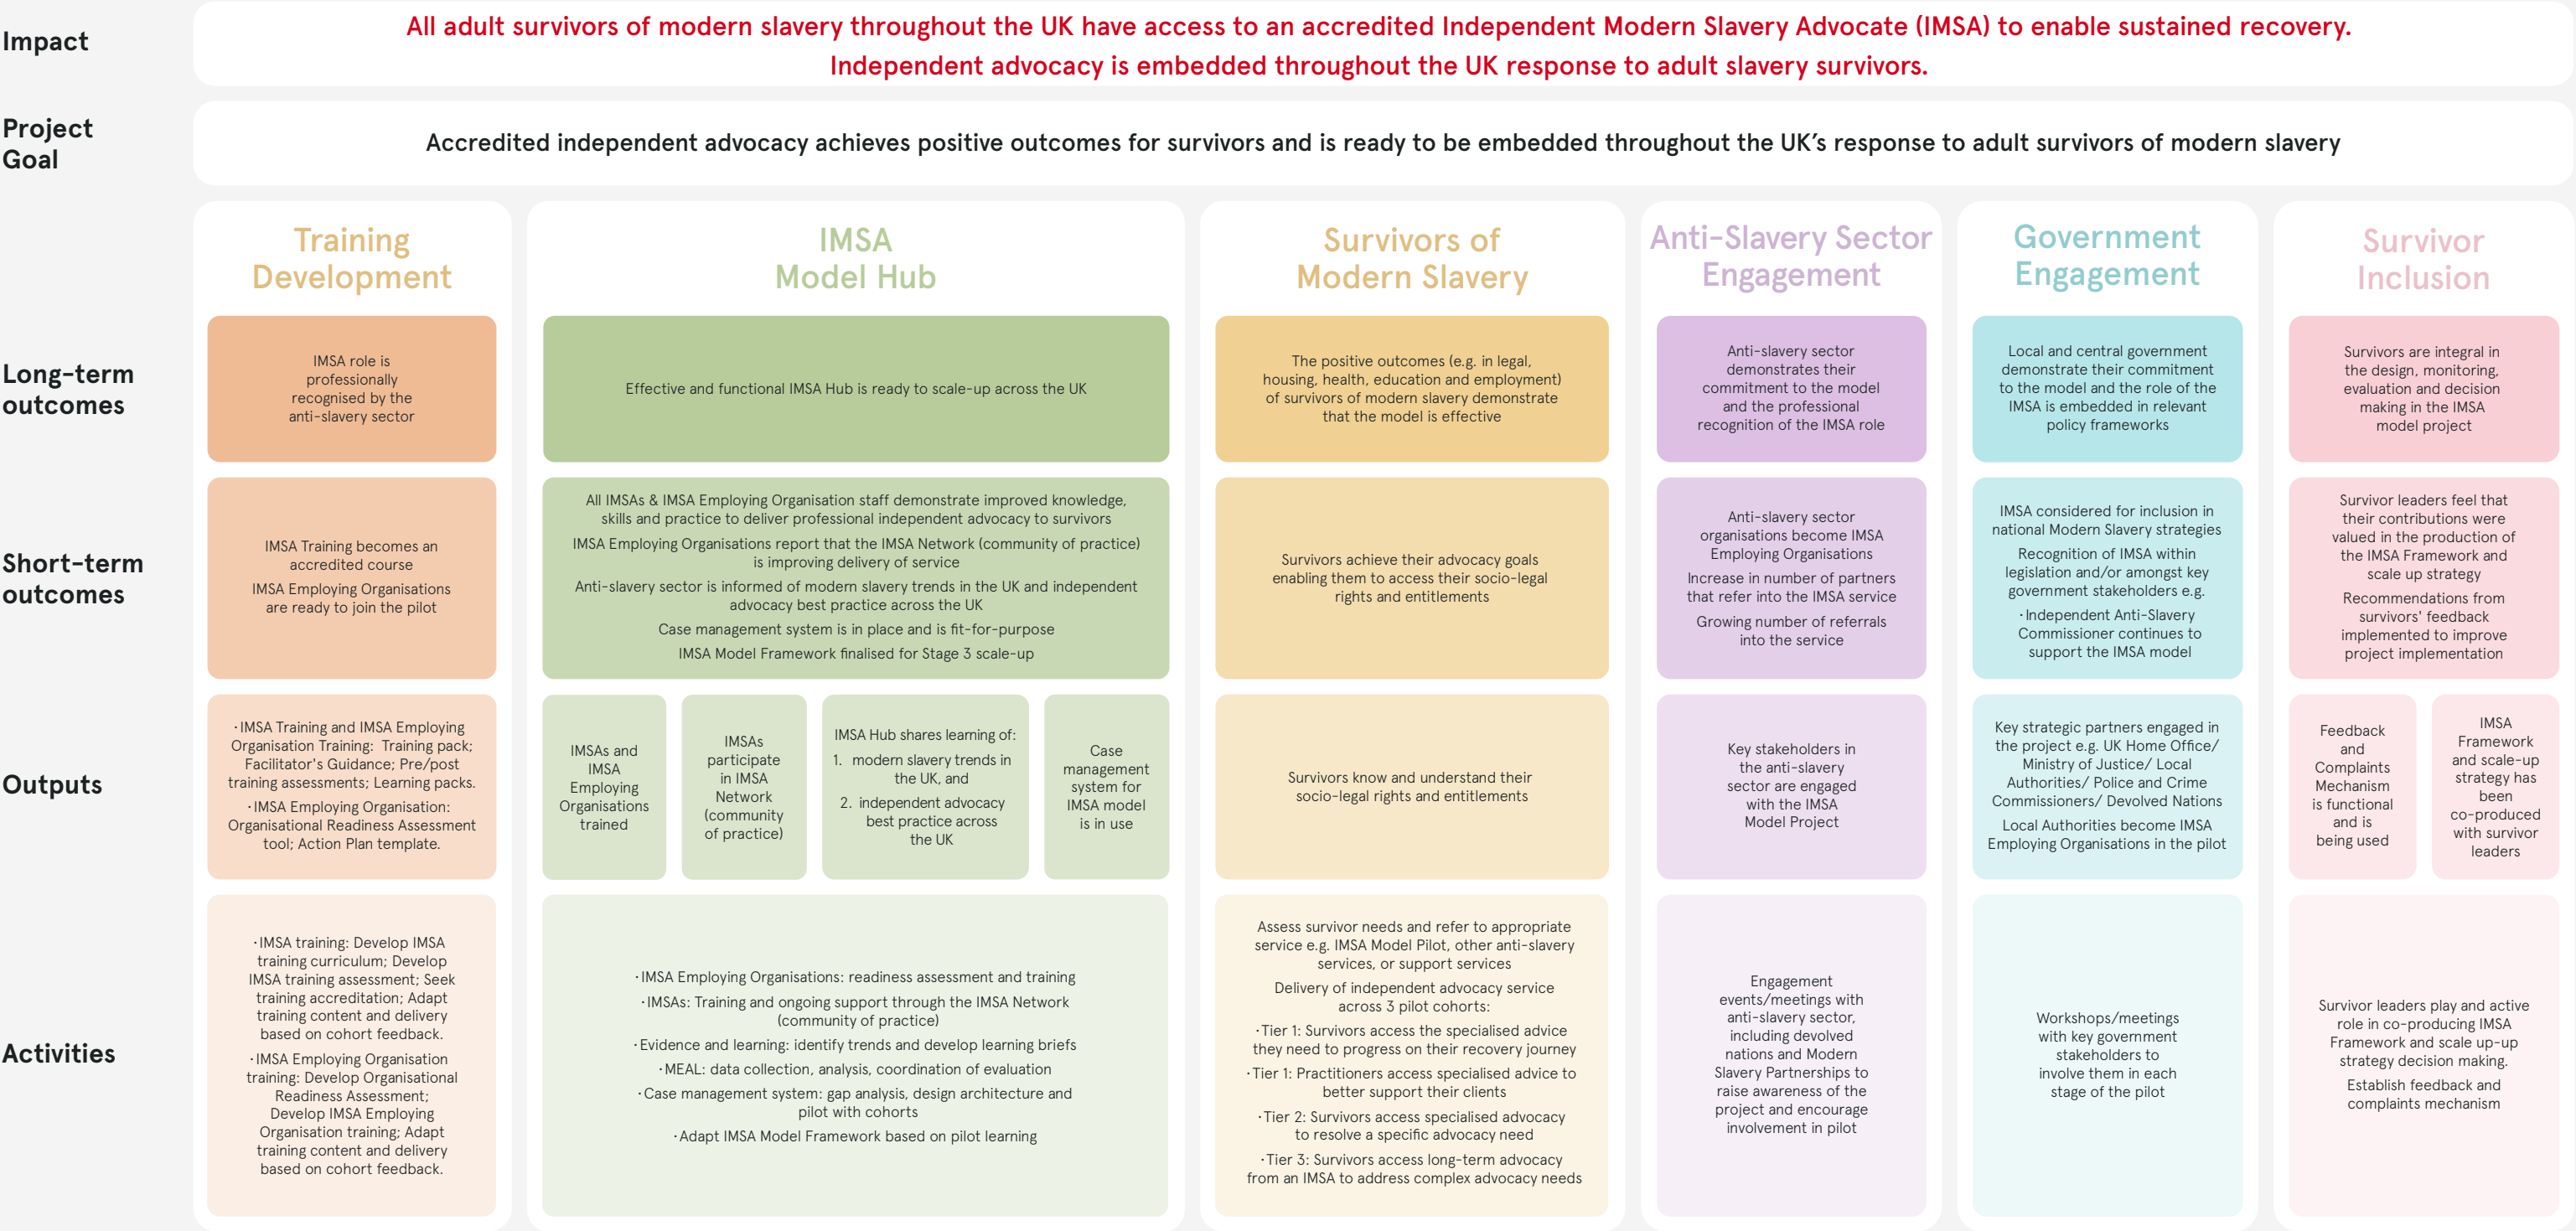 Impact
All adult survivors of modern slavery throughout the UK have access to an accredited Independent Modern Slavery Advocate (IMSA) to enable sustained recovery.
Independent advocacy is embedded throughout the UK response to adult slavery survivors.
Project
Goal
Accredited independent advocacy achieves positive outcomes for survivors and is ready to be embedded throughout the UK's response to adult survivors of modern slavery
Training
Development
IMSA
Model Hub
Survivors of
Modern Slavery
Anti-Slavery Sector
Engagement
Government
Engagement
Survivor
Inclusion
Long-term
outcomes
IMSA role is
professionally
recognised by the
anti-slavery sector
Effective and functional IMSA Hub is ready to scale-up across the UK
The positive outcomes (e.g. in legal,
housing, health, education and employment)
of survivors of modern slavery demonstrate
that the model is effective
Anti-slavery sector
demonstrates their
commitment to the model
and the professional
recognition of the IMSA role
Local and central government
demonstrate their commitment
to the model and the role of the
IMSA is embedded in relevant
policy frameworks
Survivors are integral in
the design, monitoring,
evaluation and decision
making in the IMSA
model project
Short-term
outcomes
IMSA Training becomes an
accredited course
IMSA Employing Organisations
are ready to join the pilot
All IMSAs & IMSA Employing Organisation staff demonstrate improved knowledge,
skills and practice to deliver professional independent advocacy to survivors
IMSA Employing Organisations report that the IMSA Network (community of practice)
is improving delivery of service
Anti-slavery sector is informed of modern slavery trends in the UK and independent
advocacy best practice across the UK
Case management system is in place and is fit-for-purpose
IMSA Model Framework finalised for Stage 3 scale-up
Survivors achieve their advocacy goals
enabling them to access their socio-legal
rights and entitlements
Anti-slavery sector
organisations become IMSA
Employing Organisations
Increase in number of partners
that refer into the IMSA service
Growing number of referrals
into the service
IMSA considered for inclusion in
national Modern Slavery strategies
Recognition of IMSA within
legislation and/or amongst key
government stakeholders e.g.
·Independent Anti-Slavery
Commissioner continues to
support the IMSA model
Survivor leaders feel that
their contributions were
valued in the production of
the IMSA Framework and
scale up strategy
Recommendations from
survivors' feedback
implemented to improve
project implementation
Outputs
·IMSA Training and IMSA Employing
Organisation Training: Training pack;
Facilitator's Guidance; Pre/post
training assessments; Learning packs.
·IMSA Employing Organisation:
Organisational Readiness Assessment
tool; Action Plan template.
IMSAs and
IMSA
Employing
Organisations
trained
IMSAs
participate
in IMSA
Network
(community
of practice)
IMSA Hub shares learning of:
1. modern slavery trends in
the UK, and
2. independent advocacy
best practice across
the UK
Case
management
system for
IMSA model
is in use
Survivors know and understand their
socio-legal rights and entitlements
Key stakeholders in
the anti-slavery
sector are engaged
with the IMSA
Model Project
Key strategic partners engaged in
the project e.g. UK Home Office/
Ministry of Justice/ Local
Authorities/ Police and Crime
Commissioners/ Devolved Nations
Local Authorities become IMSA
Employing Organisations in the pilot
Feedback
and
Complaints
Mechanism
is functional
and is
being used
IMSA
Framework
and scale-up
strategy has
been
co-produced
with survivor
leaders
Activities
·IMSA training: Develop IMSA
training curriculum; Develop
IMSA training assessment; Seek
training accreditation; Adapt
training content and delivery
based on cohort feedback.
·IMSA Employing Organisation
training: Develop Organisational
Readiness Assessment;
Develop IMSA Employing
Organisation training; Adapt
training content and delivery
based on cohort feedback.
·IMSA Employing Organisations: readiness assessment and training
·IMSAs: Training and ongoing support through the IMSA Network
(community of practice)
·Evidence and learning: identify trends and develop learning briefs
·MEAL: data collection, analysis, coordination of evaluation
·Case management system: gap analysis, design architecture and
pilot with cohorts
·Adapt IMSA Model Framework based on pilot learning
Assess survivor needs and refer to appropriate
service e.g. IMSA Model Pilot, other anti-slavery
services, or support services
Delivery of independent advocacy service
across 3 pilot cohorts:
·Tier 1: Survivors access the specialised advice
they need to progress on their recovery journey
·Tier 1: Practitioners access specialised advice to
better support their clients
·Tier 2: Survivors access specialised advocacy
to resolve a specific advocacy need
·Tier 3: Survivors access long-term advocacy
from an IMSA to address complex advocacy needs
Engagement
events/meetings with
anti-slavery sector,
including devolved
nations and Modern
Slavery Partnerships to
raise awareness of the
project and encourage
involvement in pilot
Workshops/meetings
with key government
stakeholders to
involve them in each
stage of the pilot
Survivor leaders play and active
role in co-producing IMSA
Framework and scale up-up
strategy decision making.
Establish feedback and
complaints mechanism